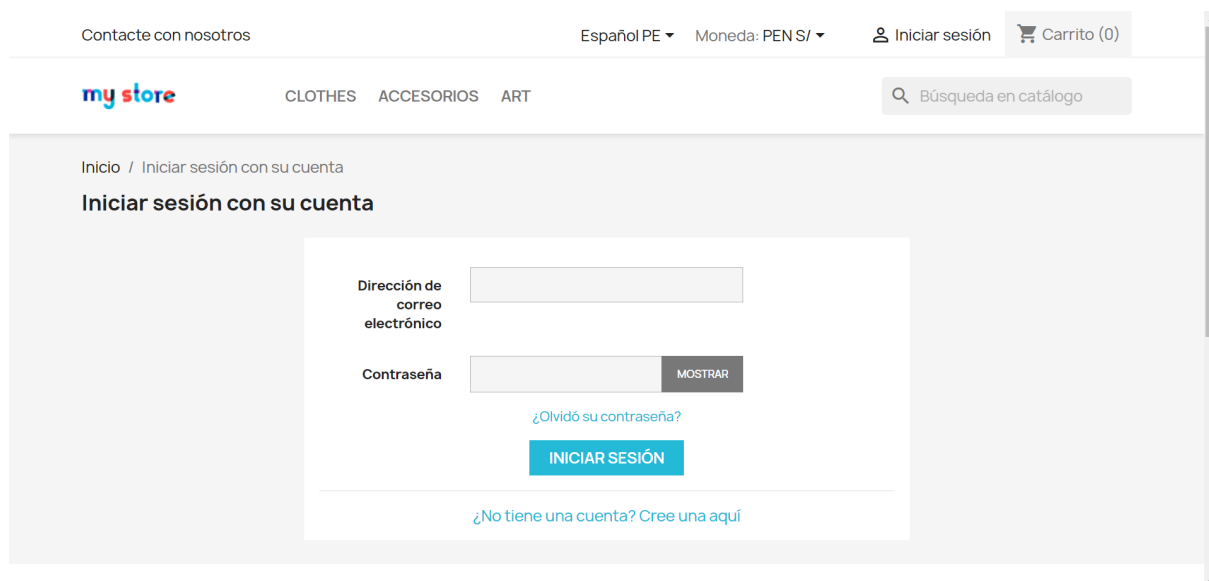 Contacte con nosotros
Español PE
Moneda: PEN S/
Iniciar sesión
Carrito (0)
my store
CLOTHES
ACCESORIOS
ART
Búsqueda en catálogo
Inicio / Iniciar sesión con su cuenta
Iniciar sesión con su cuenta
Dirección de
correo
electrónico
Contraseña
MOSTRAR
¿Olvidó su contraseña?
INICIAR SESIÓN
¿No tiene una cuenta? Cree una aquí